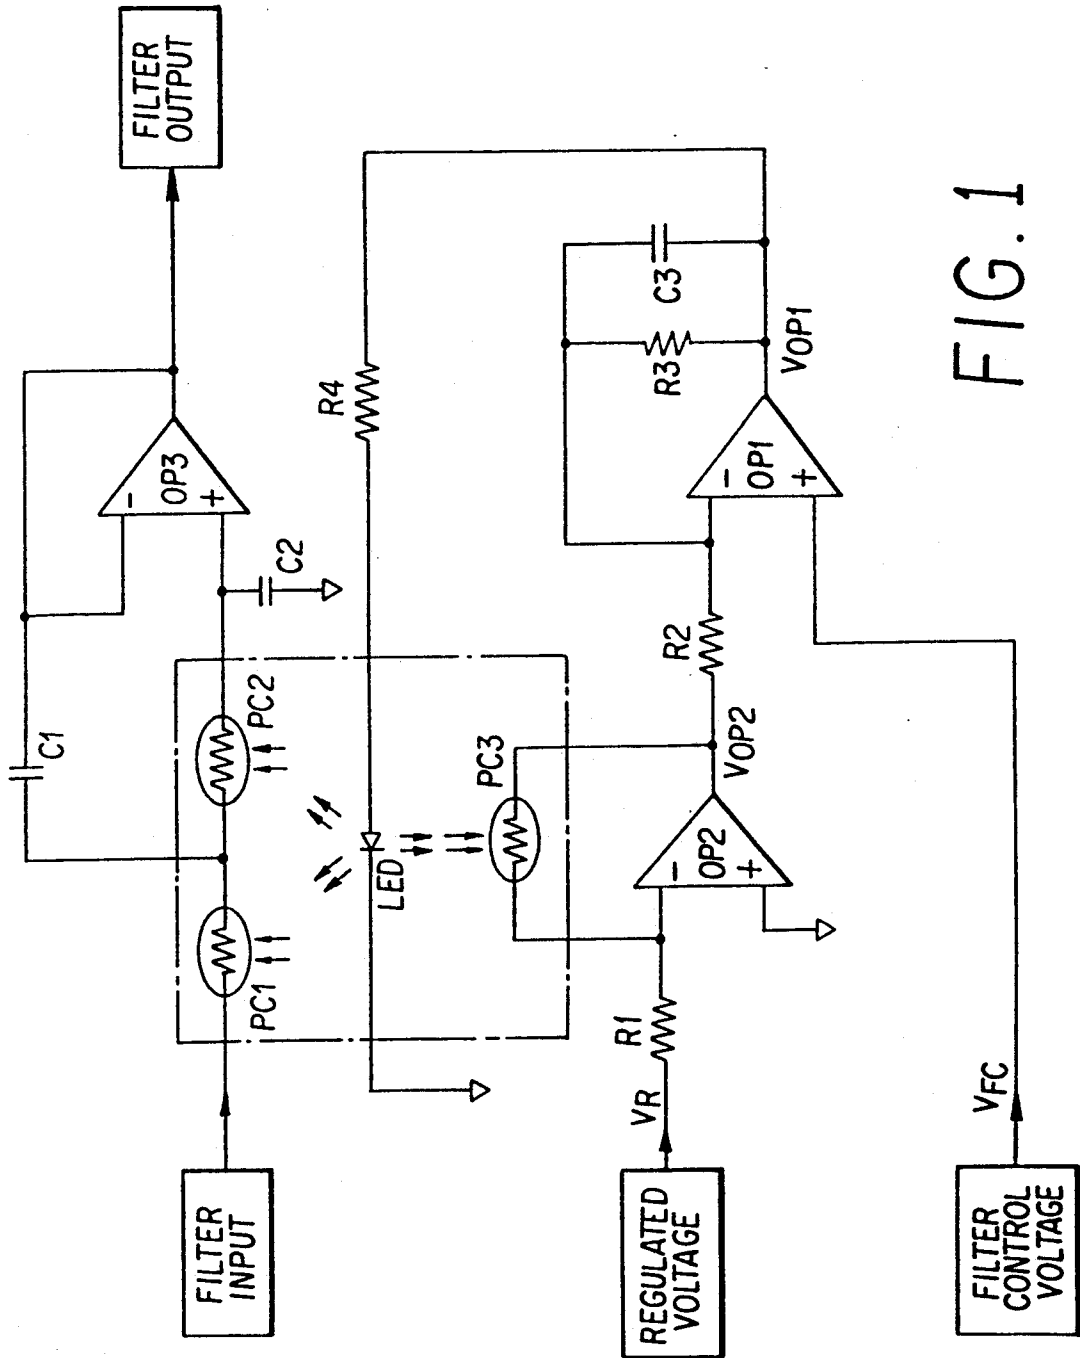 FILTER
INPUT
PC1
PC2
C1
C2
-
OP3
+
FILTER
OUTPUT
LED
R4
PC3
REGULATED
VOLTAGE
VR
R1
-
OP2
+
VOP2
R2
-
OP1
+
R3
C3
VOP1
FILTER
CONTROL
VOLTAGE
VFC
FIG. 1